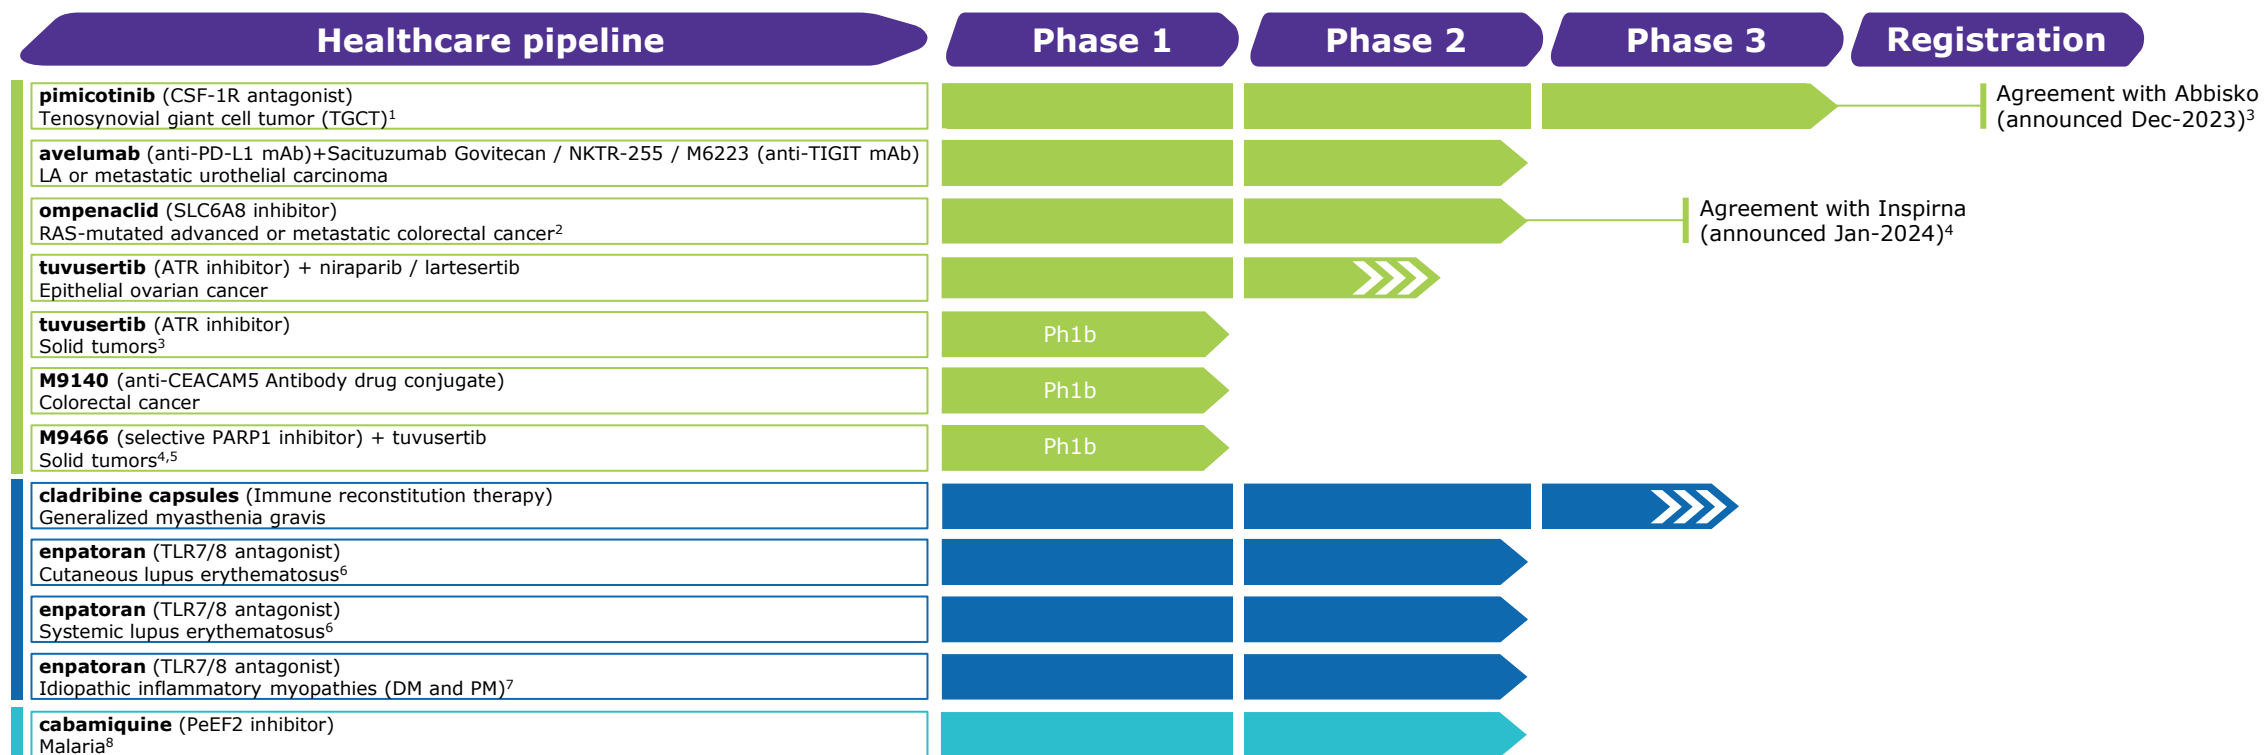 Healthcare pipeline
Phase 1
Phase 2
Phase 3
Registration
pimicotinib (CSF-1R antagonist)
Tenosynovial giant cell tumor (TGCT)¹
Agreement with Abbisko
(announced Dec-2023)³
avelumab (anti-PD-L1 mAb)+Sacituzumab Govitecan / NKTR-255 / M6223 (anti-TIGIT mAb)
LA or metastatic urothelial carcinoma
ompenaclid (SLC6A8 inhibitor)
RAS-mutated advanced or metastatic colorectal cancer²
Agreement with Inspirna
(announced Jan-2024)⁴
tuvusertib (ATR inhibitor) + niraparib / lartesertib
Epithelial ovarian cancer
tuvusertib (ATR inhibitor)
Solid tumors³
Ph1b
M9140 (anti-CEACAM5 Antibody drug conjugate)
Colorectal cancer
Ph1b
M9466 (selective PARP1 inhibitor) + tuvusertib
Solid tumors⁴,⁵
Ph1b
cladribine capsules (Immune reconstitution therapy)
Generalized myasthenia gravis
enpatoran (TLR7/8 antagonist)
Cutaneous lupus erythematosus⁶
enpatoran (TLR7/8 antagonist)
Systemic lupus erythematosus⁶
enpatoran (TLR7/8 antagonist)
Idiopathic inflammatory myopathies (DM and PM)⁷
cabamiquine (PeEF2 inhibitor)
Malaria⁸